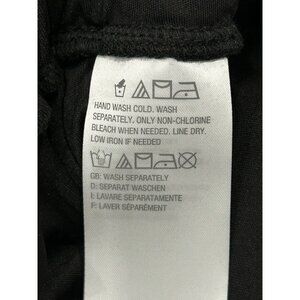 HAND WASH COLD. WASH
SEPARATELY. ONLY NON-CHLORINE
BLEACH WHEN NEEDED. LINE DRY.
LOW IRON IF NEEDED
GB: WASH SEPARATELY
D: SEPARAT WASCHEN
I: LAVARE SEPARATAMENTE
F: LAVER SÉPARÉMENT